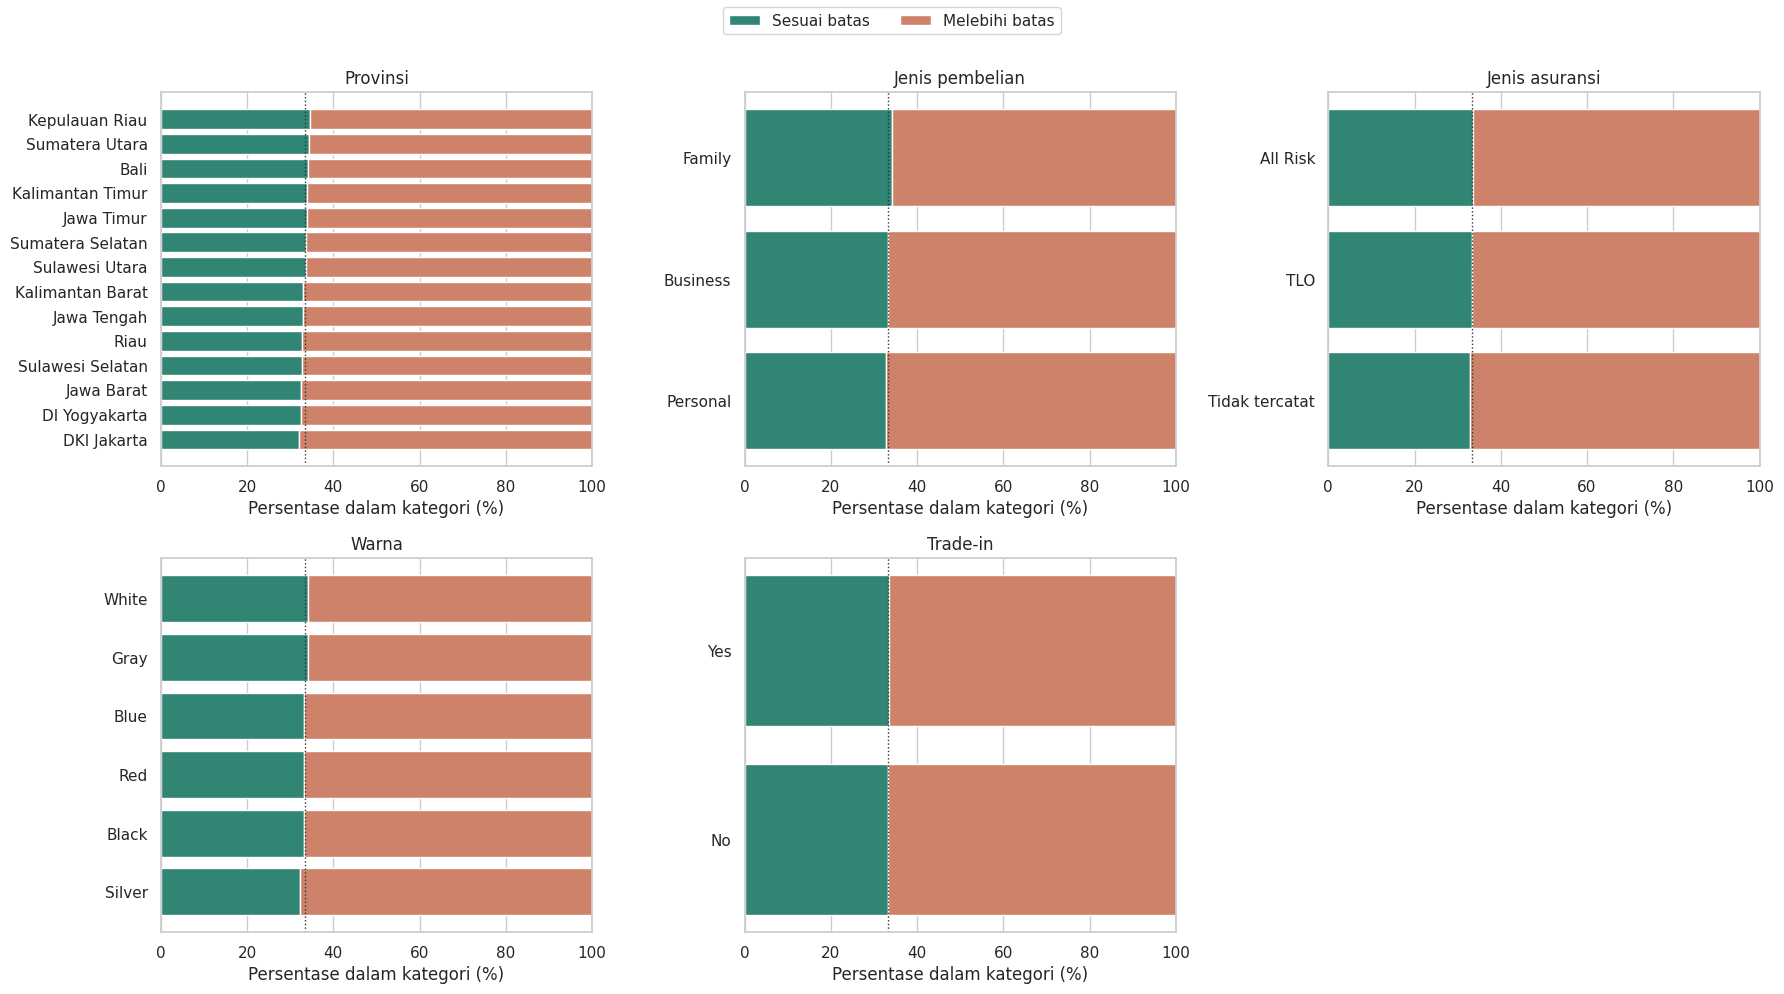 Sesuai batas
Melebihi batas
Provinsi
Kepulauan Riau
Sumatera Utara
Bali
Kalimantan Timur
Jawa Timur
Sumatera Selatan
Sulawesi Utara
Kalimantan Barat
Jawa Tengah
Riau
Sulawesi Selatan
Jawa Barat
DI Yogyakarta
DKI Jakarta
0 20 40 60 80 100
Persentase dalam kategori (%)
Jenis pembelian
Family
Business
Personal
0 20 40 60 80 100
Persentase dalam kategori (%)
Jenis asuransi
All Risk
TLO
Tidak tercatat
0 20 40 60 80 100
Persentase dalam kategori (%)
Warna
White
Gray
Blue
Red
Black
Silver
0 20 40 60 80 100
Persentase dalam kategori (%)
Trade-in
Yes
No
0 20 40 60 80 100
Persentase dalam kategori (%)